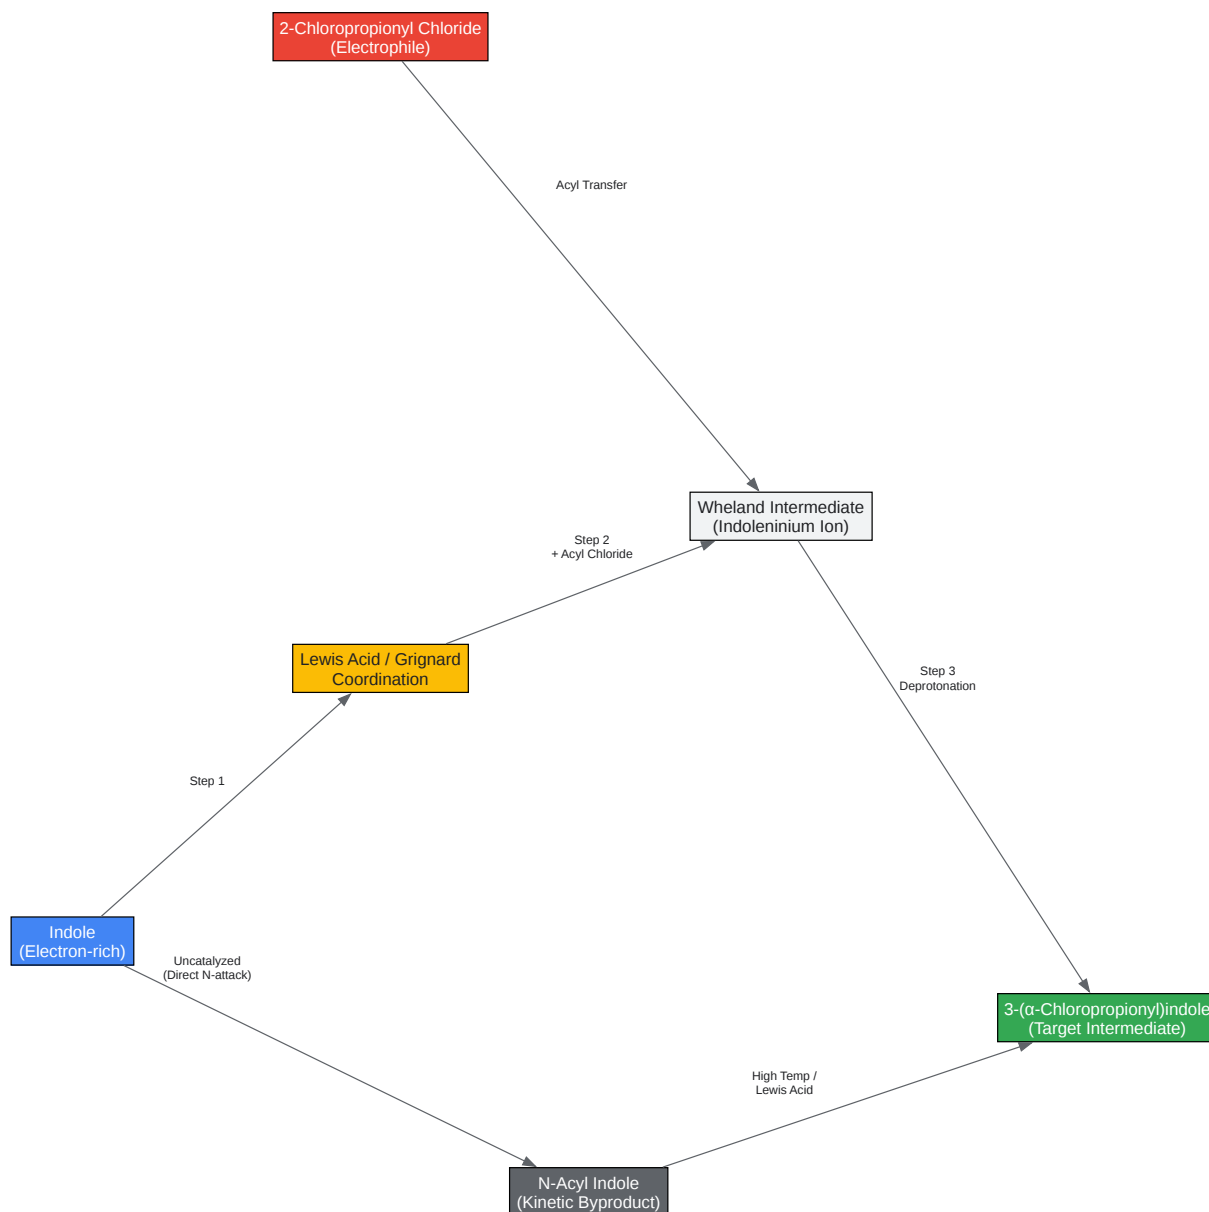 2-Chloropropionyl Chloride
(Electrophile)
Acyl Transfer
Wheland Intermediate
(Indoleninium Ion)
Step 2
+ Acyl Chloride
Lewis Acid / Grignard
Coordination
Step 3
Deprotonation
Step 1
Indole
(Electron-rich)
Uncatalyzed
(Direct N-attack)
3-(α-Chloropropionyl)indole
(Target Intermediate)
High Temp /
Lewis Acid
N-Acyl Indole
(Kinetic Byproduct)